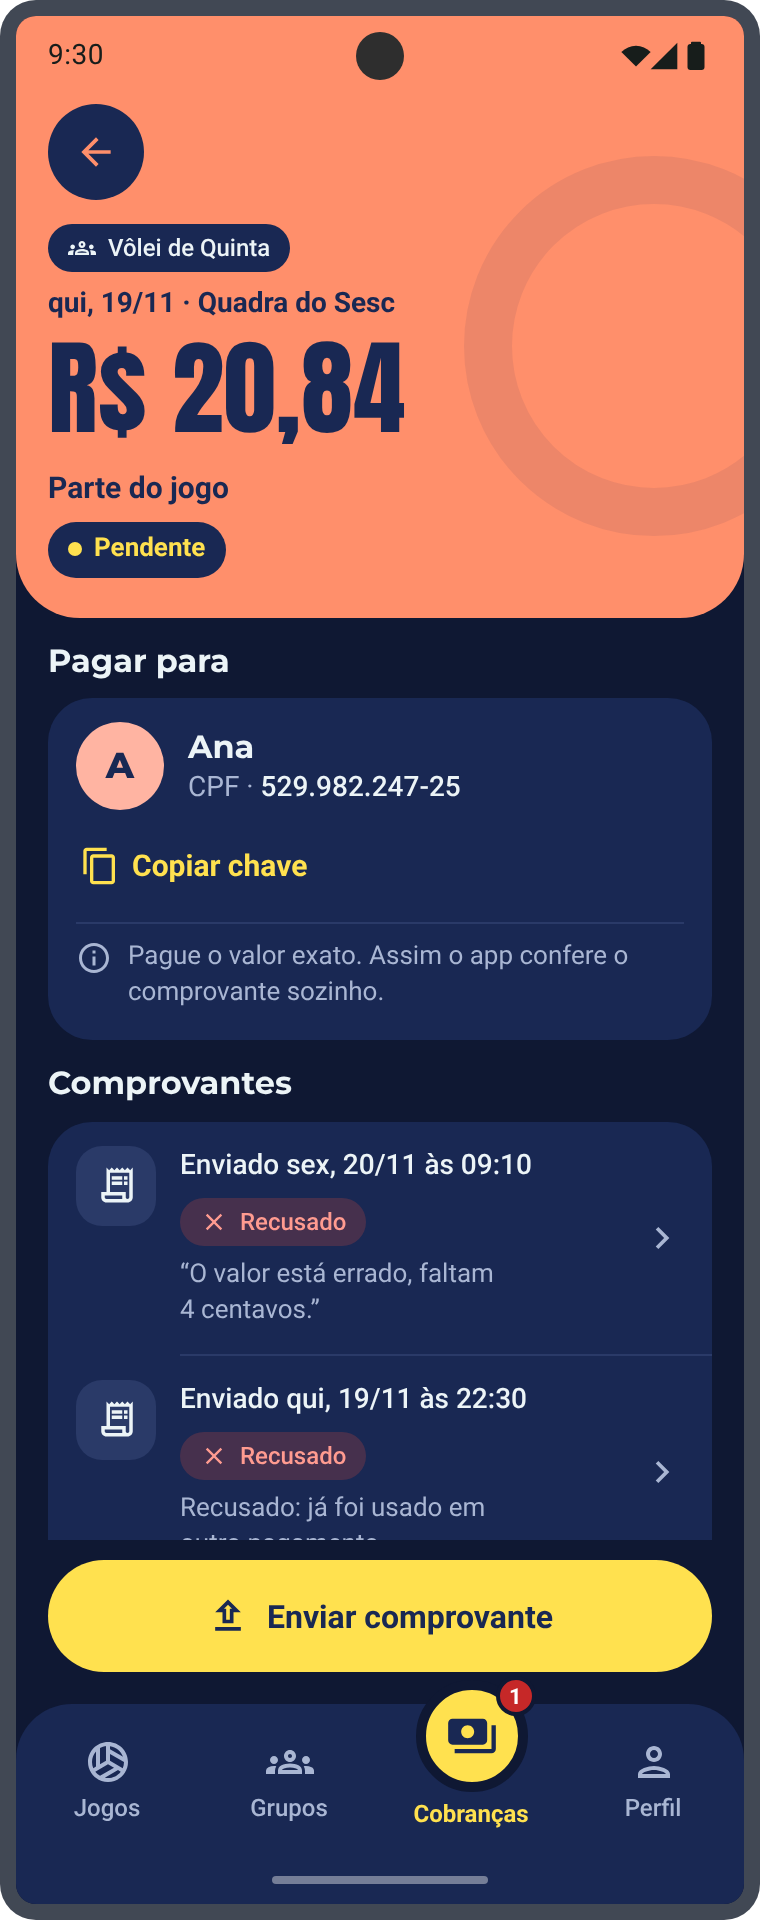 9:30
Vôlei de Quinta
qui, 19/11 · Quadra do Sesc
R$ 20,84
Parte do jogo
Pendente
Pagar para
A
Ana
CPF · 529.982.247-25
Copiar chave
Pague o valor exato. Assim o app confere o
comprovante sozinho.
Comprovantes
Enviado sex, 20/11 às 09:10
Recusado
“O valor está errado, faltam
4 centavos.”
Enviado qui, 19/11 às 22:30
Recusado
Recusado: já foi usado em
Enviar comprovante
1
Jogos
Grupos
Cobranças
Perfil